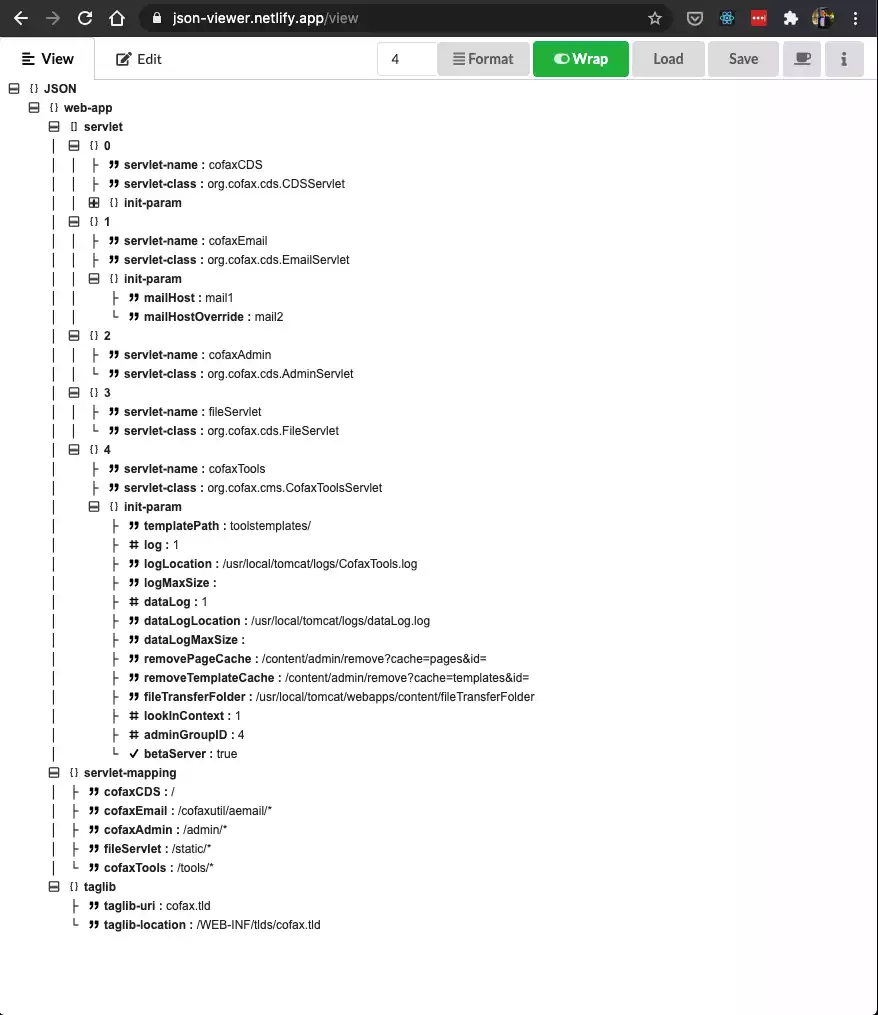 json-viewer.netlify.app/view
View Edit 4 Format Wrap Load Save
{} JSON
{} web-app
[] servlet
{} 0
servlet-name : cofaxCDS
servlet-class : org.cofax.cds.CDSServlet
{} init-param
{} 1
servlet-name : cofaxEmail
servlet-class : org.cofax.cds.EmailServlet
{} init-param
mailHost : mail1
mailHostOverride : mail2
{} 2
servlet-name : cofaxAdmin
servlet-class : org.cofax.cds.AdminServlet
{} 3
servlet-name : fileServlet
servlet-class : org.cofax.cds.FileServlet
{} 4
servlet-name : cofaxTools
servlet-class : org.cofax.cms.CofaxToolsServlet
{} init-param
templatePath : toolstemplates/
# log : 1
logLocation : /usr/local/tomcat/logs/CofaxTools.log
logMaxSize :
# dataLog : 1
dataLogLocation : /usr/local/tomcat/logs/dataLog.log
dataLogMaxSize :
removePageCache : /content/admin/remove?cache=pages&id=
removeTemplateCache : /content/admin/remove?cache=templates&id=
fileTransferFolder : /usr/local/tomcat/webapps/content/fileTransferFolder
# lookInContext : 1
# adminGroupID : 4
betaServer : true
{} servlet-mapping
cofaxCDS : /
cofaxEmail : /cofaxutil/aemail/*
cofaxAdmin : /admin/*
fileServlet : /static/*
cofaxTools : /tools/*
{} taglib
taglib-uri : cofax.tld
taglib-location : /WEB-INF/tlds/cofax.tld